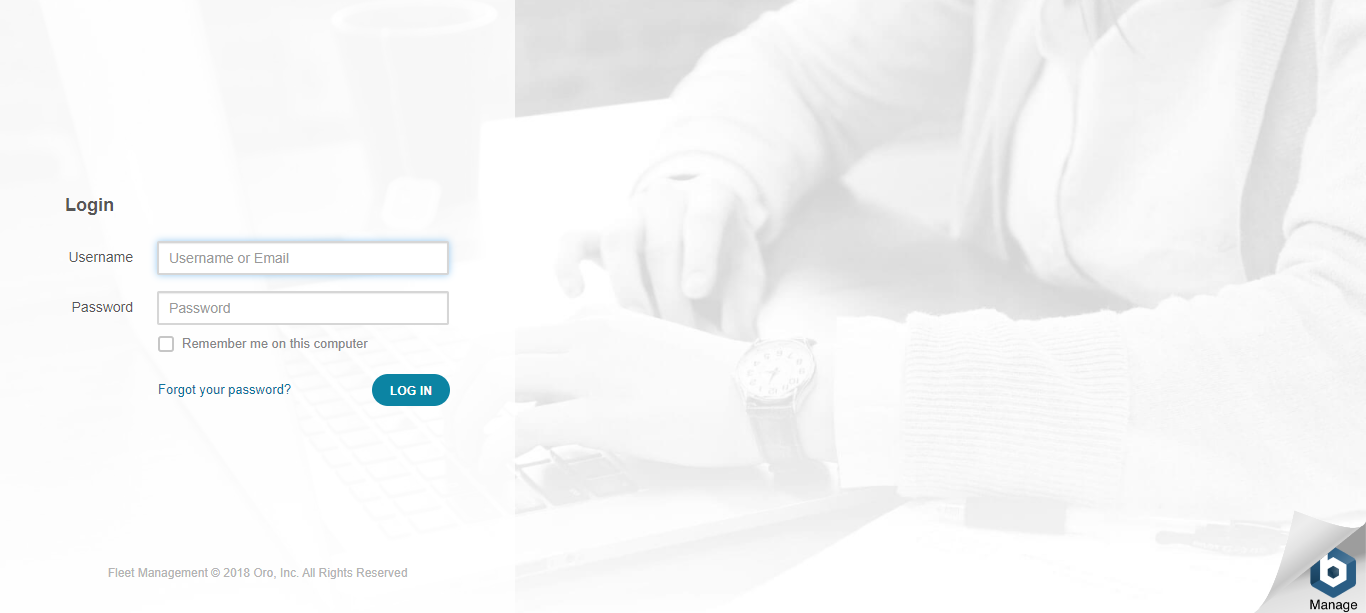 Login
Username
Username or Email
Password
Password
Remember me on this computer
Forgot your password?
LOG IN
Fleet Management © 2018 Oro, Inc. All Rights Reserved
b
Manage